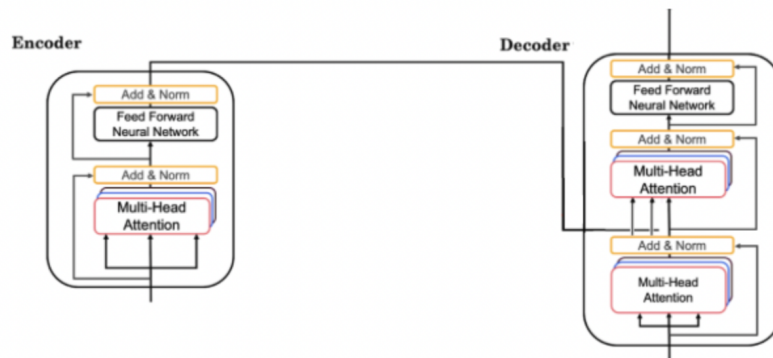 Encoder
Add & Norm
Feed Forward
Neural Network
Add & Norm
Multi-Head
Attention
Decoder
Add & Norm
Feed Forward
Neural Network
Add & Norm
Multi-Head
Attention
Add & Norm
Multi-Head
Attention